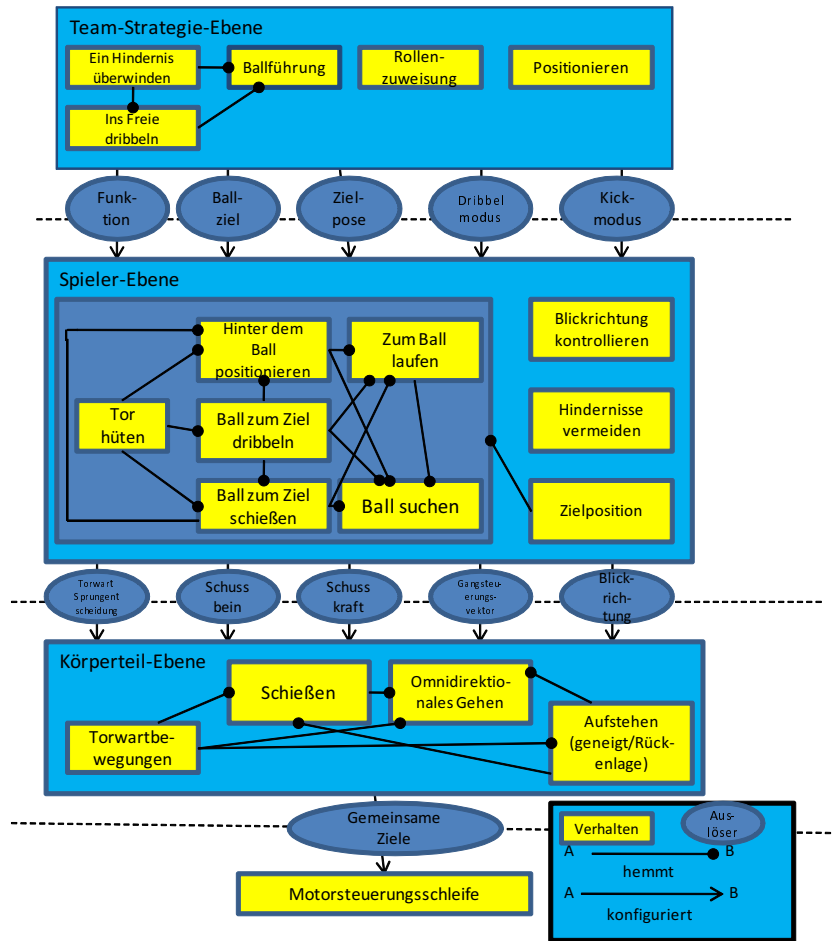 Team-Strategie-Ebene
Ein Hindernis
überwinden
Ballführung
Rollen-
zuweisung
Positionieren
Ins Freie
dribbeln
Funk-
tion
Ball-
ziel
Ziel-
pose
Dribbel
modus
Kick-
modus
Spieler-Ebene
Hinter dem
Ball
positionieren
Zum Ball
laufen
Blickrichtung
kontrollieren
Tor
hüten
Ball zum Ziel
dribbeln
Hindernisse
vermeiden
Ball zum Ziel
schießen
Ball suchen
Zielposition
Torwart
Sprungent
scheidung
Schuss
bein
Schuss
kraft
Gangsteu-
erungs-
vektor
Blick-
rich-
tung
Körperteil-Ebene
Schießen
Omnidirektio-
nales Gehen
Torwartbe-
wegungen
Aufstehen
(geneigt/Rück-
enlage)
Gemeinsame
Ziele
Motorsteuerungsschleife
Verhalten
Aus-
löser
A B
hemmt
A B
konfiguriert